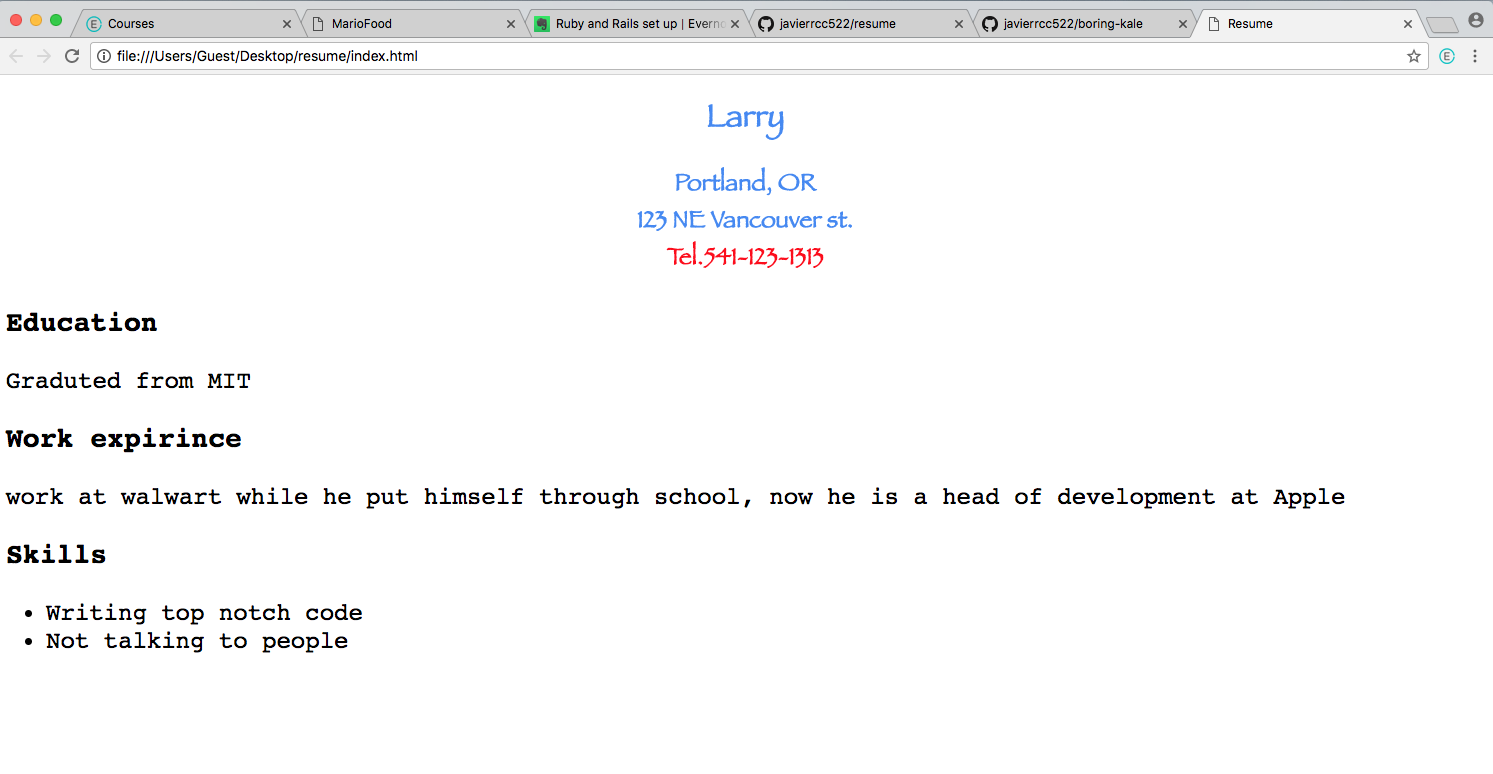 Courses
MarioFood
Ruby and Rails set up | Everno
javierrcc522/resume
javierrcc522/boring-kale
Resume
file:///Users/Guest/Desktop/resume/index.html
Larry
Portland, OR
123 NE Vancouver st.
Tel.541-123-1313
Education
Graduted from MIT
Work expirince
work at walwart while he put himself through school, now he is a head of development at Apple
Skills
• Writing top notch code
• Not talking to people